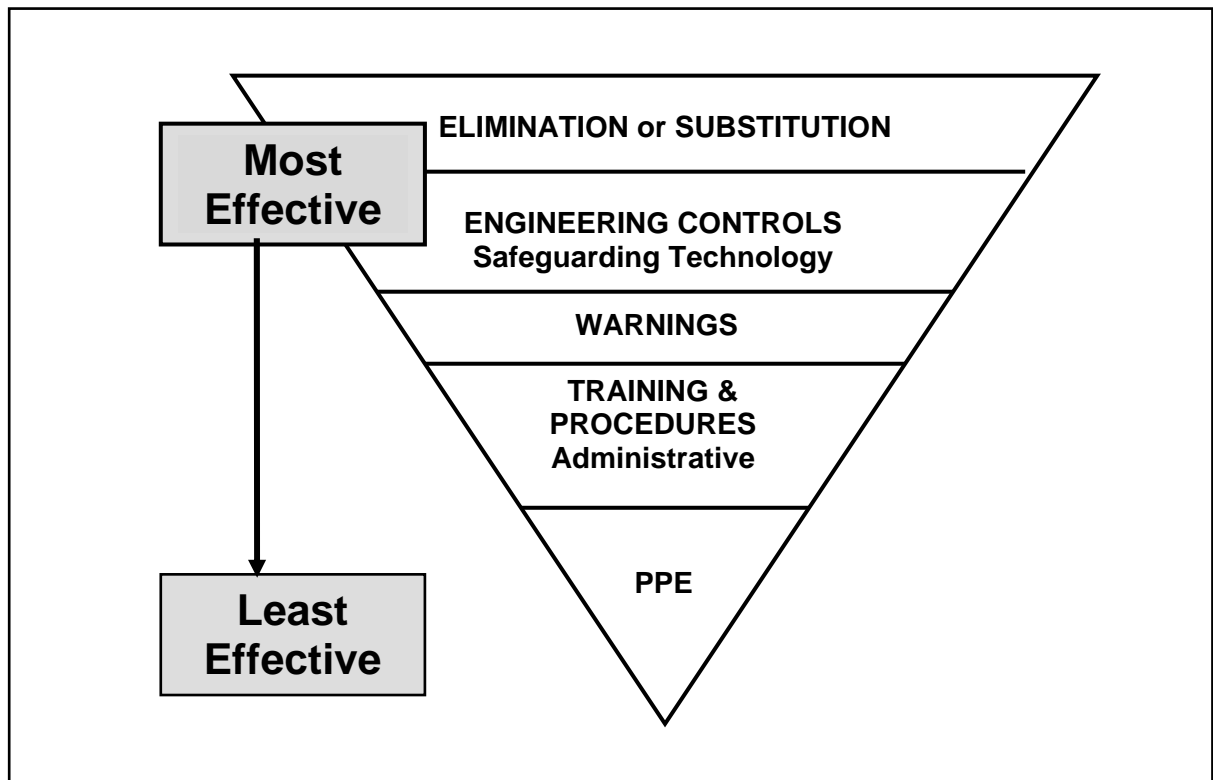 ELIMINATION or SUBSTITUTION
Most
Effective
ENGINEERING CONTROLS
Safeguarding Technology
WARNINGS
TRAINING &
PROCEDURES
Administrative
PPE
Least
Effective